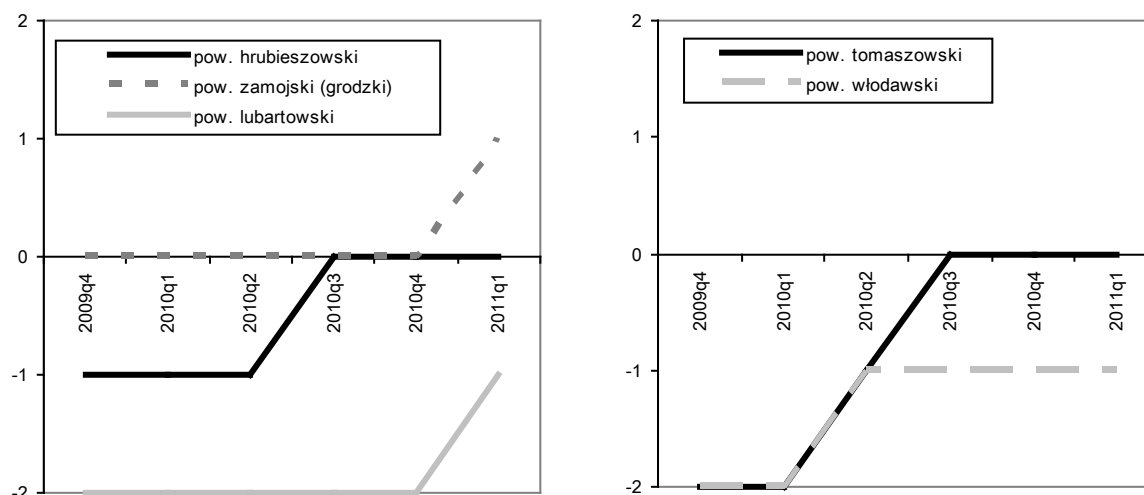 2
pow. hrubieszowski
pow. zamojski (grodzki)
pow. lubartowski
1
0
2009q4
2010q1
2010q2
2010q3
2010q4
2011q1
-1
-2
2
pow. tomaszowski
pow. włodawski
1
0
2009q4
2010q1
2010q2
2010q3
2010q4
2011q1
-1
-2